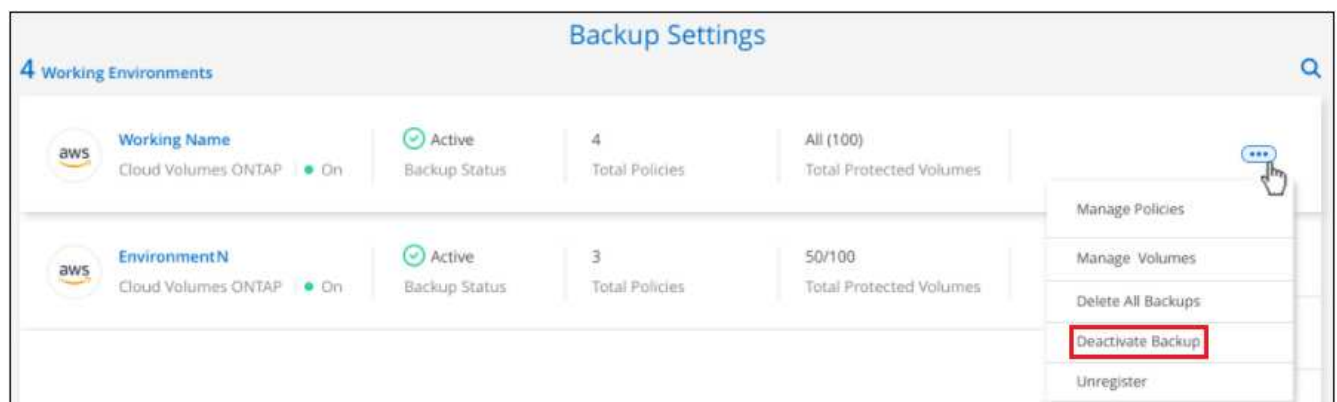 Backup Settings
4 Working Environments
aws
Working Name
Cloud Volumes ONTAP
On
Active
Backup Status
4
Total Policies
All (100)
Total Protected Volumes
aws
EnvironmentN
Cloud Volumes ONTAP
On
Active
Backup Status
3
Total Policies
50/100
Total Protected Volumes
Manage Policies
Manage Volumes
Delete All Backups
Deactivate Backup
Unregister